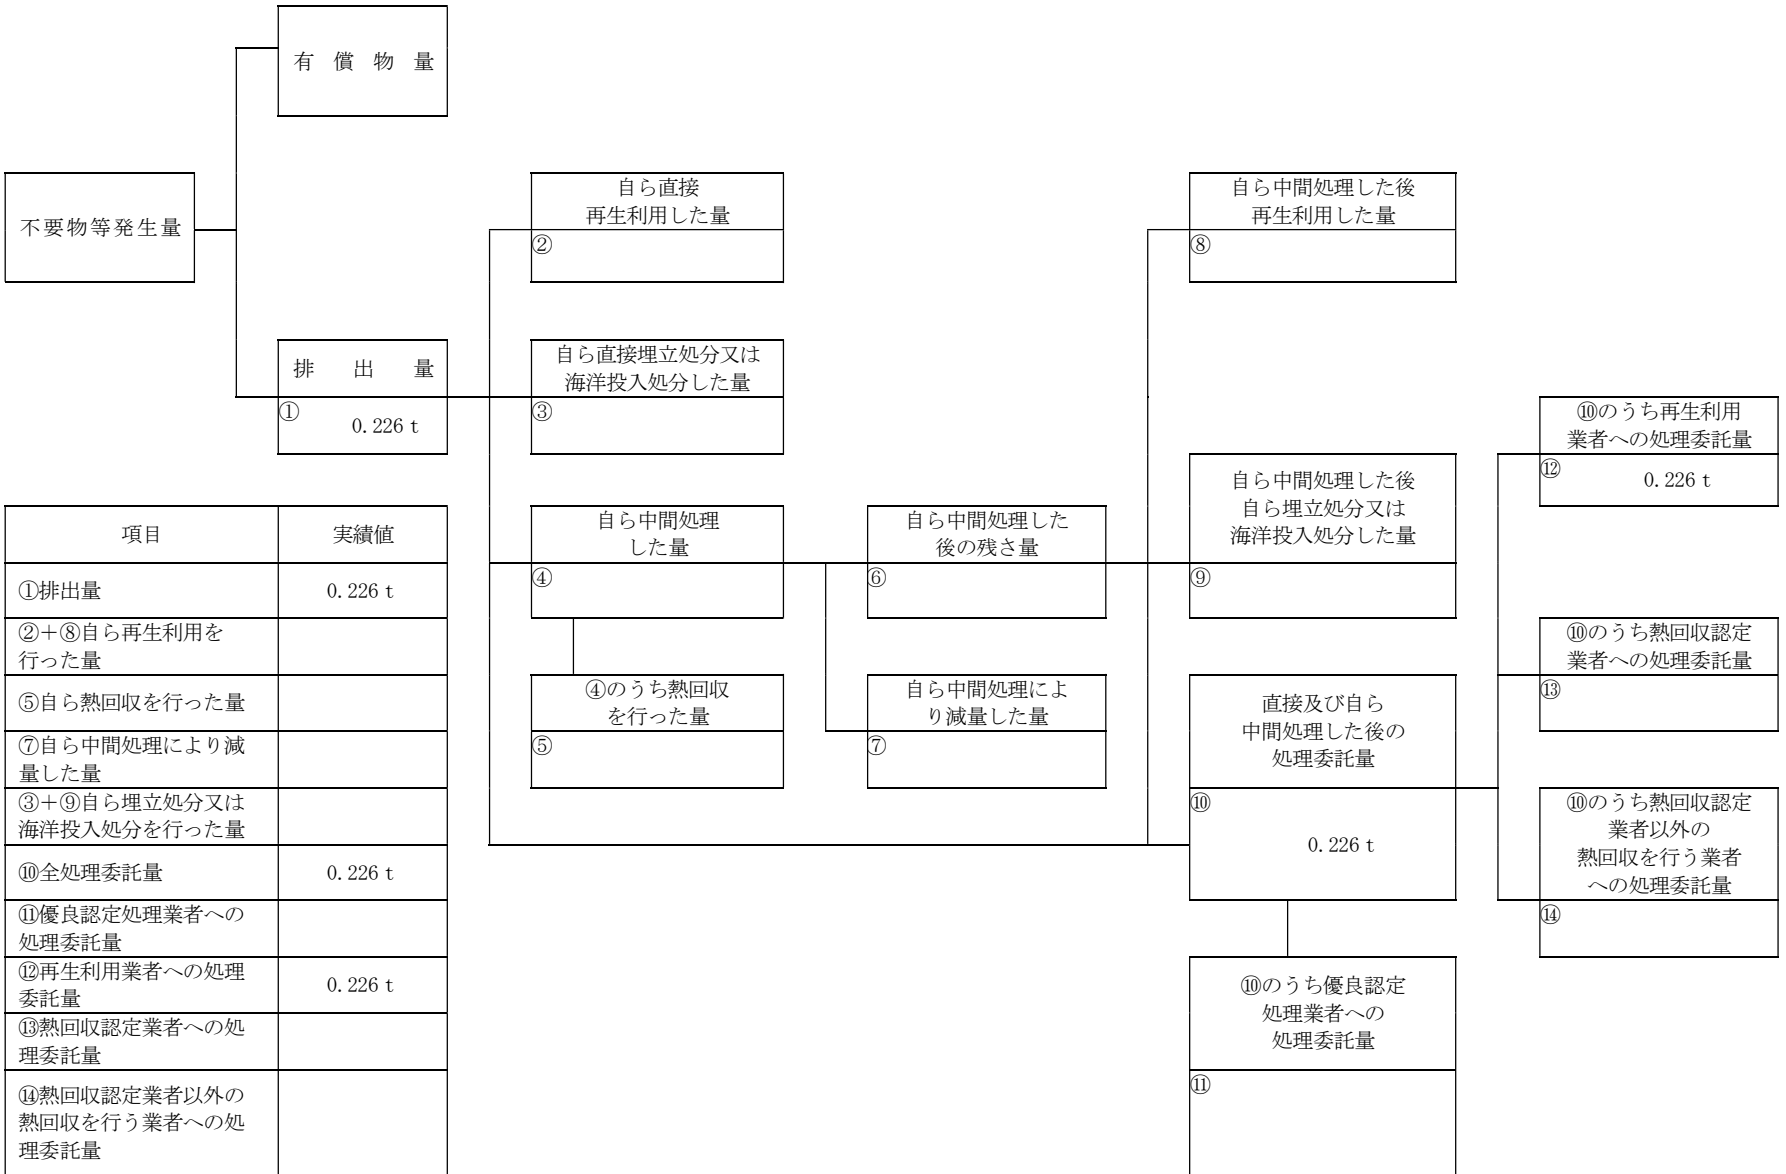 有償物量
不要物等発生量
自ら直接
再生利用した量
②
自ら中間処理した後
再生利用した量
⑧
排出量
①
0.226 t
自ら直接埋立処分又は
海洋投入処分した量
③
⑩のうち再生利用
業者への処理委託量
⑫
0.226 t
自ら中間処理した後
自ら埋立処分又は
海洋投入処分した量
⑨
自ら中間処理
した量
④
自ら中間処理した
後の残さ量
⑥
⑩のうち熱回収認定
業者への処理委託量
⑬
④のうち熱回収
を行った量
⑤
自ら中間処理によ
り減量した量
⑦
直接及び自ら
中間処理した後の
処理委託量
⑩
0.226 t
⑩のうち熱回収認定
業者以外の
熱回収を行う業者
への処理委託量
⑭
⑩のうち優良認定
処理業者への
処理委託量
⑪
項目 実績値
①排出量 0.226 t
②＋⑧自ら再生利用を
行った量
⑤自ら熱回収を行った量
⑦自ら中間処理により減
量した量
③＋⑨自ら埋立処分又は
海洋投入処分を行った量
⑩全処理委託量 0.226 t
⑪優良認定処理業者への
処理委託量
⑫再生利用業者への処理
委託量
0.226 t
⑬熱回収認定業者への処
理委託量
⑭熱回収認定業者以外の
熱回収を行う業者への処
理委託量